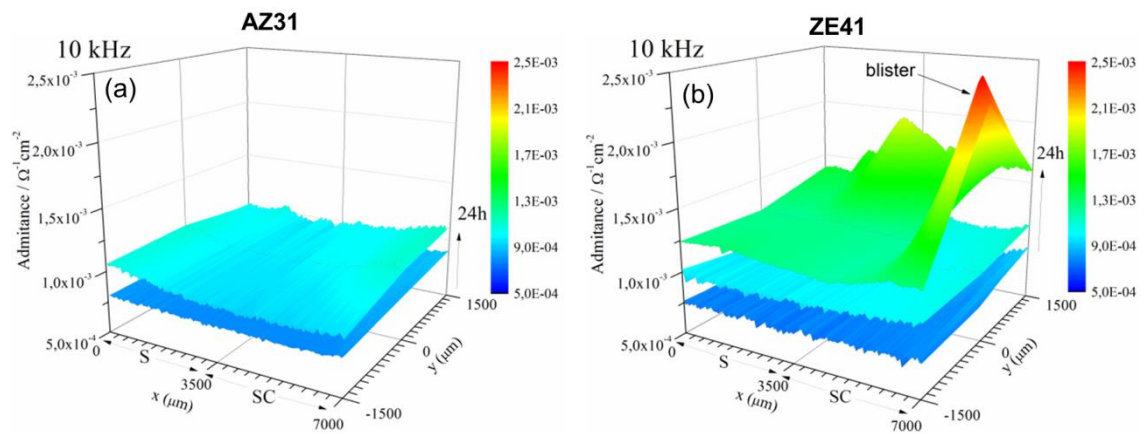 AZ31
10 kHz
(a)
2,5x10⁻³
2,0x10⁻³
1,5x10⁻³
1,0x10⁻³
5,0x10⁻⁴
Admitance / Ω⁻¹cm⁻²
0
S
3500
SC
7000
x (µm)
-1500
0
1500
y (µm)
24h
2,5E-03
2,1E-03
1,7E-03
1,3E-03
9,0E-04
5,0E-04
ZE41
10 kHz
(b)
blister
2,5x10⁻³
2,0x10⁻³
1,5x10⁻³
1,0x10⁻³
5,0x10⁻⁴
Admitance / Ω⁻¹cm⁻²
0
S
3500
SC
7000
x (µm)
-1500
0
1500
y (µm)
24h
2,5E-03
2,1E-03
1,7E-03
1,3E-03
9,0E-04
5,0E-04